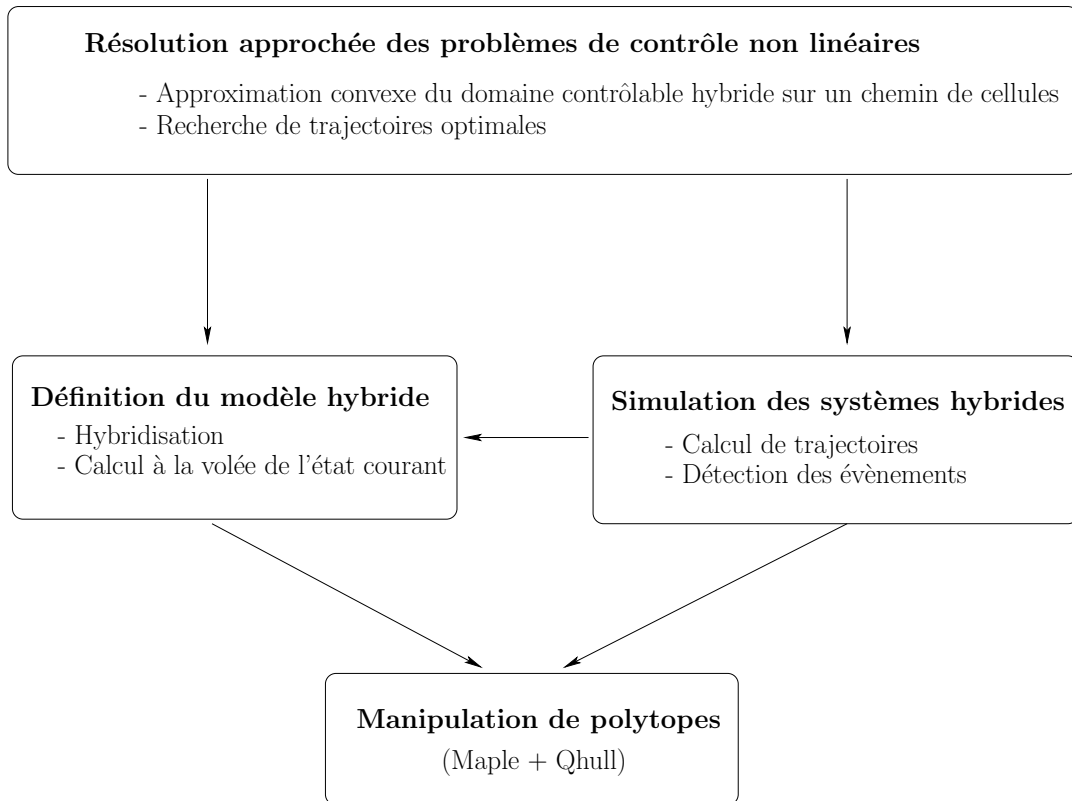 Résolution approchée des problèmes de contrôle non linéaires
- Approximation convexe du domaine contrôlable hybride sur un chemin de cellules
- Recherche de trajectoires optimales
Définition du modèle hybride
- Hybridisation
- Calcul à la volée de l'état courant
Simulation des systèmes hybrides
- Calcul de trajectoires
- Détection des évènements
Manipulation de polytopes
(Maple + Qhull)